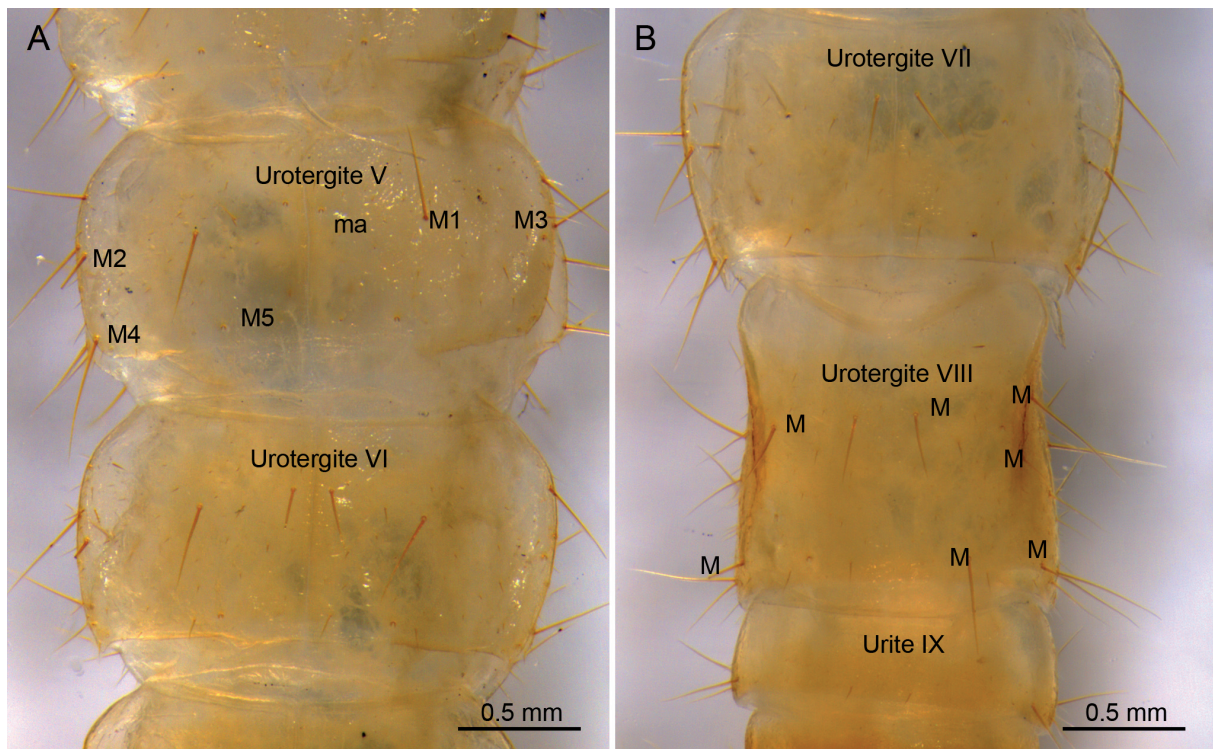 A
Urotergite V
ma
M1
M3
M2
M5
M4
Urotergite VI
0.5 mm
B
Urotergite VII
Urotergite VIII
M
M
M
M
M
M
M
Urite IX
0.5 mm